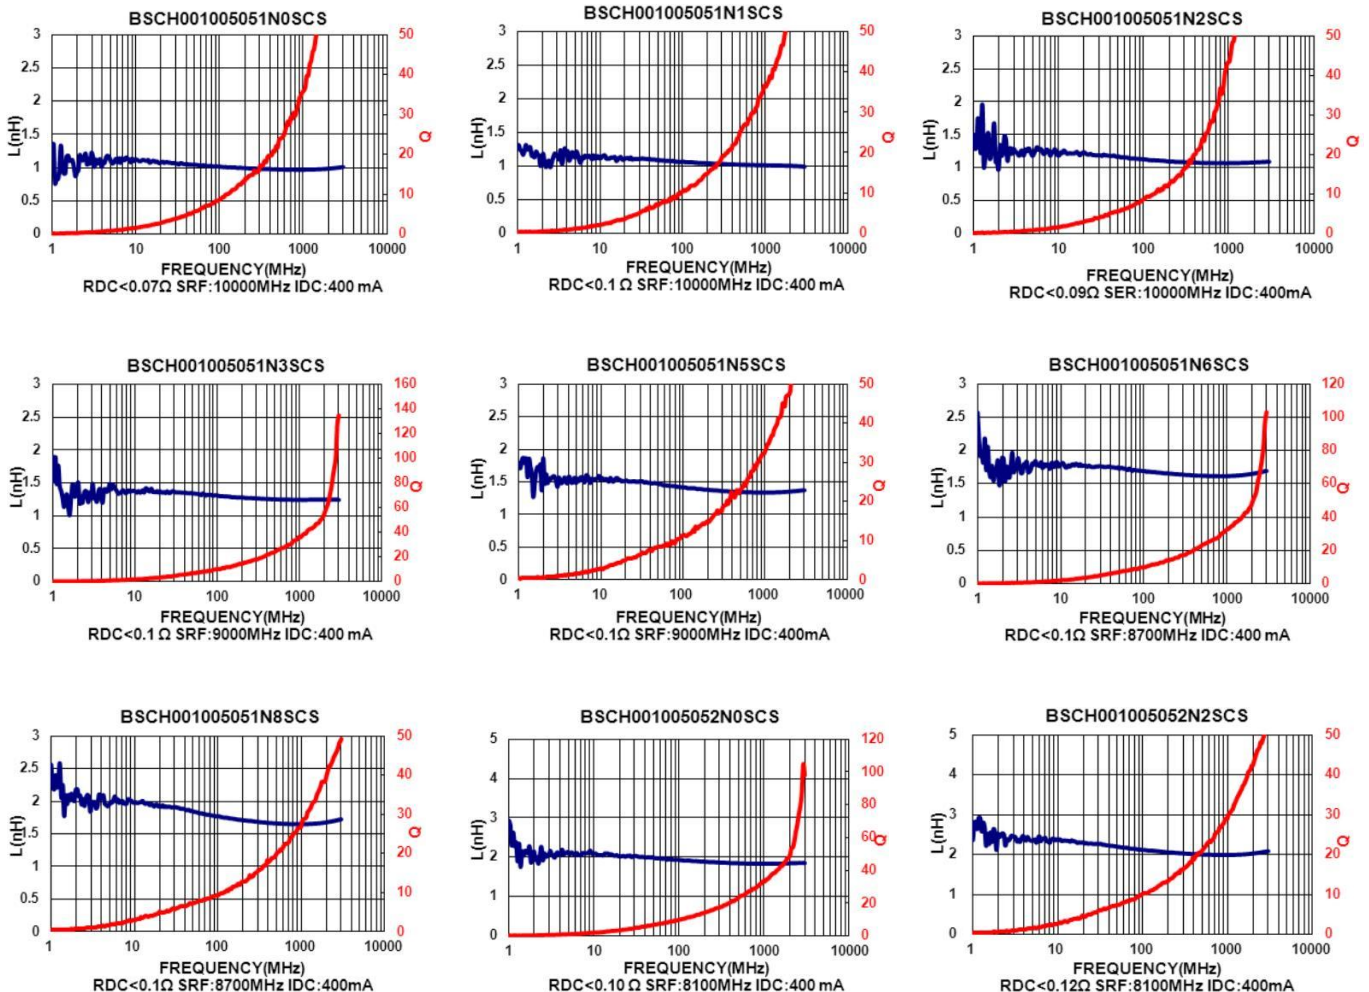 BSCH001005051N0SCS
3
2.5
2
1.5
1
0.5
0
L(nH)
50
40
30
20
10
0
Q
1 10 100 1000 10000
FREQUENCY(MHz)
RDC<0.07Ω SRF:10000MHz IDC:400 mA
BSCH001005051N1SCS
3
2.5
2
1.5
1
0.5
0
L(nH)
50
40
30
20
10
0
Q
1 10 100 1000 10000
FREQUENCY(MHz)
RDC<0.1 Ω SRF:10000MHz IDC:400 mA
BSCH001005051N2SCS
3
2.5
2
1.5
1
0.5
0
L(nH)
50
40
30
20
10
0
Q
1 10 100 1000 10000
FREQUENCY(MHz)
RDC<0.09Ω SER:10000MHz IDC:400mA
BSCH001005051N3SCS
3
2.5
2
1.5
1
0.5
0
L(nH)
160
140
120
100
80
60
40
20
0
Q
1 10 100 1000 10000
FREQUENCY(MHz)
RDC<0.1 Ω SRF:9000MHz IDC:400 mA
BSCH001005051N5SCS
3
2.5
2
1.5
1
0.5
0
L(nH)
50
40
30
20
10
0
Q
1 10 100 1000 10000
FREQUENCY(MHz)
RDC<0.1Ω SRF:9000MHz IDC:400mA
BSCH001005051N6SCS
3
2.5
2
1.5
1
0.5
0
L(nH)
120
100
80
60
40
20
0
Q
1 10 100 1000 10000
FREQUENCY(MHz)
RDC<0.1Ω SRF:8700MHz IDC:400 mA
BSCH001005051N8SCS
3
2.5
2
1.5
1
0.5
0
L(nH)
50
40
30
20
10
0
Q
1 10 100 1000 10000
FREQUENCY(MHz)
RDC<0.1Ω SRF:8700MHz IDC:400mA
BSCH001005052N0SCS
5
4
3
2
1
0
L(nH)
120
100
80
60
40
20
0
Q
1 10 100 1000 10000
FREQUENCY(MHz)
RDC<0.10 Ω SRF:8100MHz IDC:400 mA
BSCH001005052N2SCS
5
4
3
2
1
0
L(nH)
50
40
30
20
10
0
Q
1 10 100 1000 10000
FREQUENCY(MHz)
RDC<0.12Ω SRF:8100MHz IDC:400mA